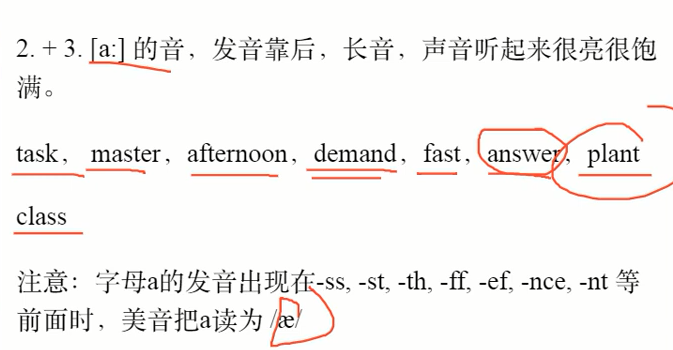 2. + 3. [a:] 的音，发音靠后，长音，声音听起来很亮很饱
满。
task，master，afternoon，demand，fast，answer，plant
class
注意：字母a的发音出现在-ss, -st, -th, -ff, -ef, -nce, -nt 等
前面时，美音把a读为 /æ/